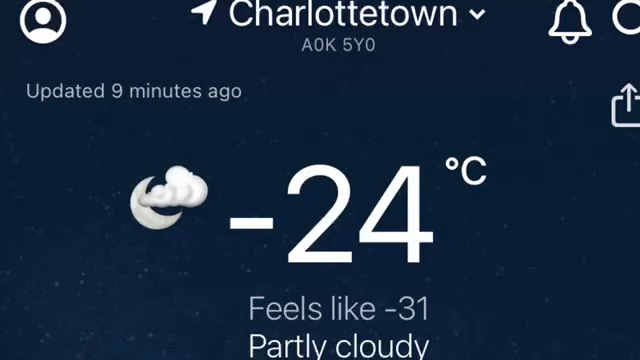 Charlottetown
A0K 5Y0
Updated 9 minutes ago
-24 °C
Feels like -31
Partly cloudy